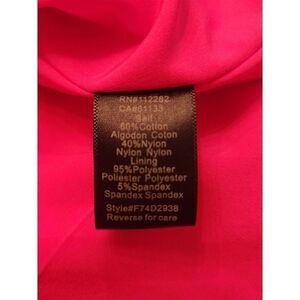 RN#112282
CA#61133
Self
60%Cotton
Algodon Coton
40%Nylon
Nylon Nylon
Lining
95%Polyester
Poliester Polyester
5%Spandex
Spandex Spandex
Style#F74D2938
Reverse for care